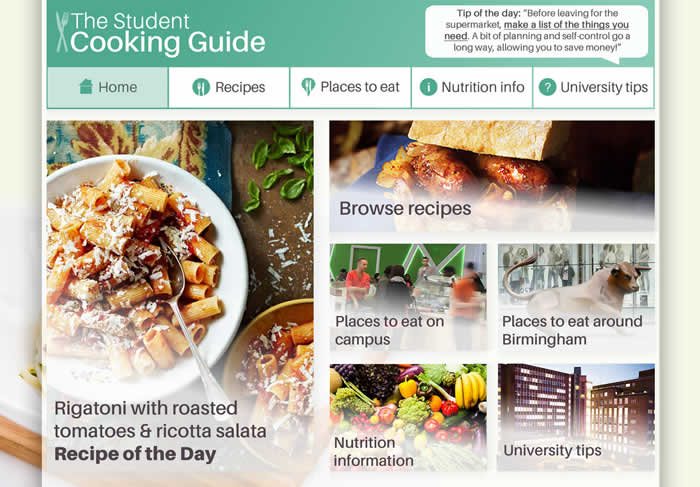 The Student
Cooking Guide
Tip of the day: “Before leaving for the
supermarket, make a list of the things you
need. A bit of planning and self-control go a
long way, allowing you to save money!”
Home
Recipes
Places to eat
Nutrition info
University tips
Rigatoni with roasted
tomatoes & ricotta salata
Recipe of the Day
Browse recipes
Places to eat on
campus
Places to eat around
Birmingham
Nutrition
information
University tips